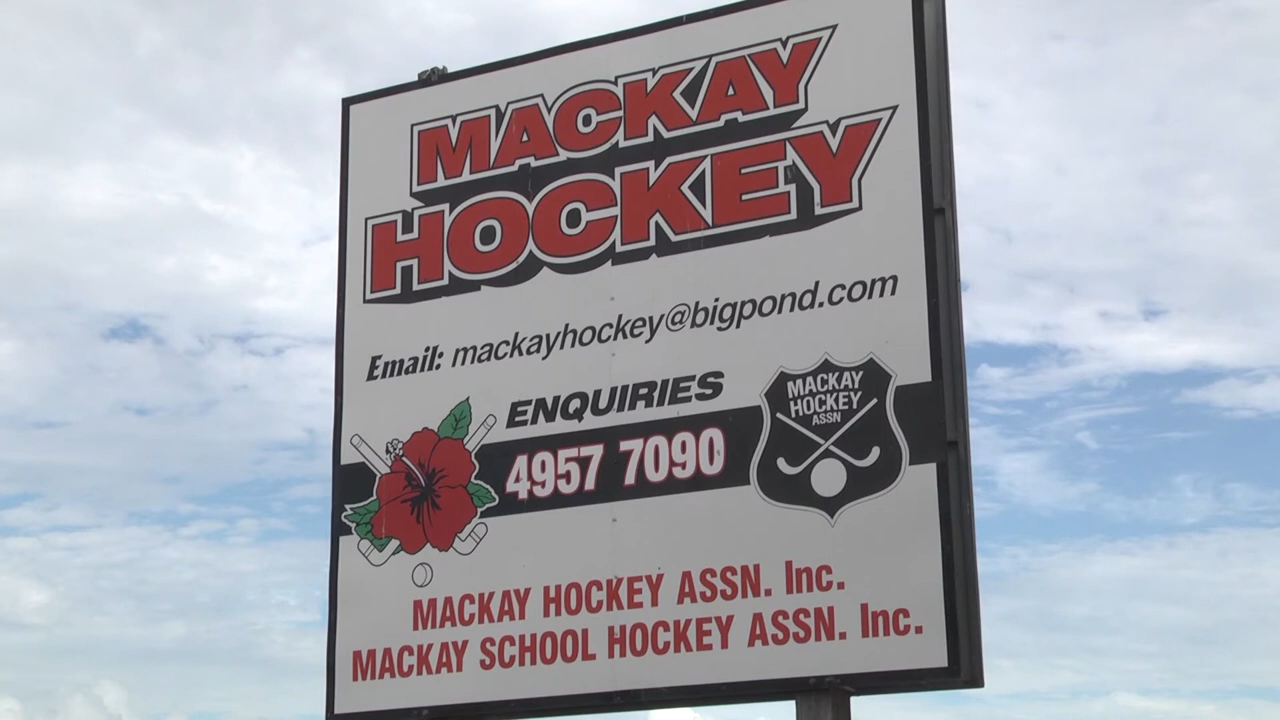 MACKAY
HOCKEY
Email: mackayhockey@bigpond.com
ENQUIRIES
4957 7090
MACKAY
HOCKEY
ASSN
MACKAY HOCKEY ASSN. Inc.
MACKAY SCHOOL HOCKEY ASSN. Inc.